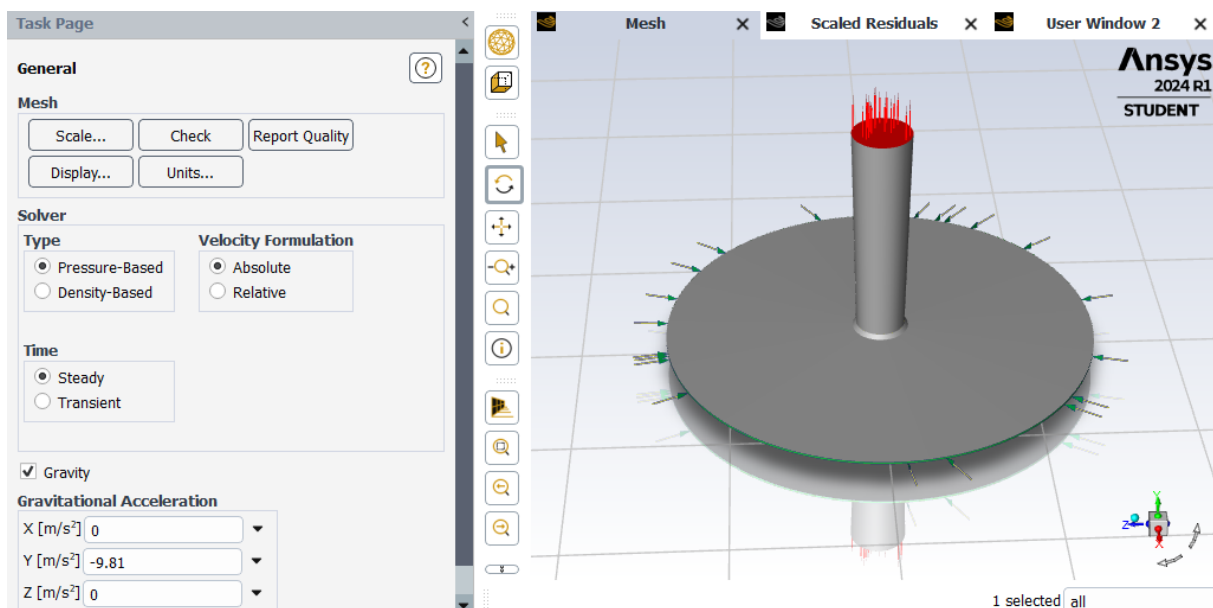 Task Page
General
Mesh
Scale...
Check
Report Quality
Display...
Units...
Solver
Type
Velocity Formulation
Pressure-Based
Absolute
Density-Based
Relative
Time
Steady
Transient
Gravity
Gravitational Acceleration
X [m/s²] 0
Y [m/s²] -9.81
Z [m/s²] 0
Mesh
Scaled Residuals
User Window 2
Ansys
2024 R1
STUDENT
Y
Z
X
1 selected all